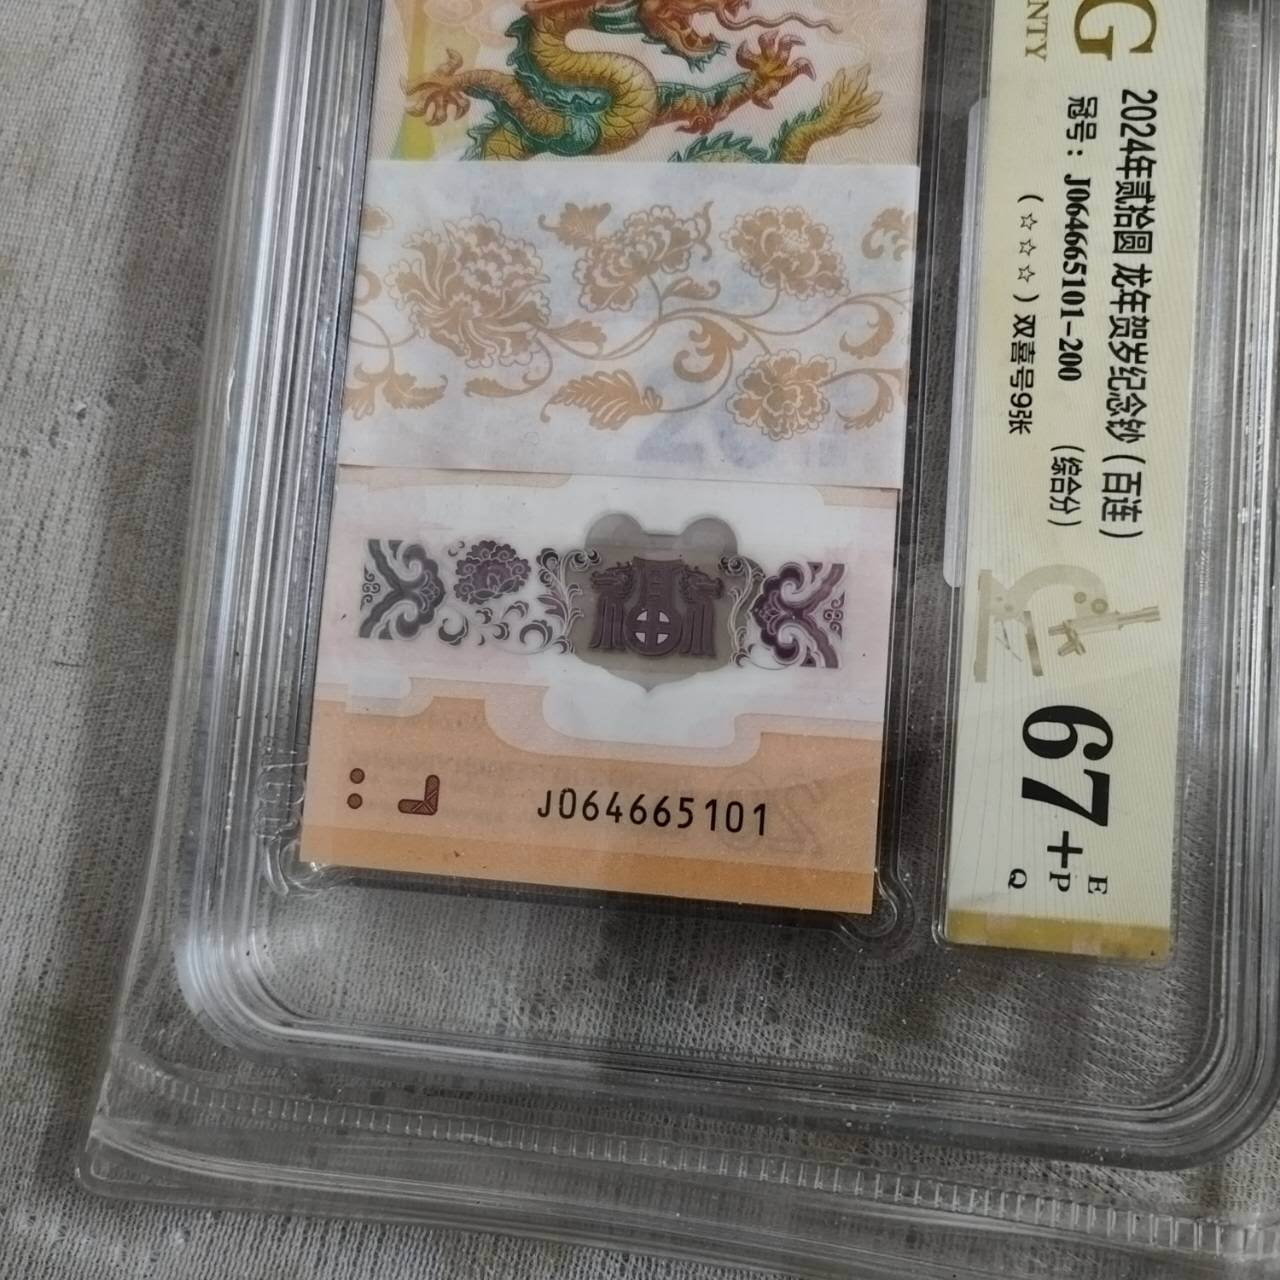 G
NTY
2024年贰拾圆 龙年贺岁纪念钞（百连）
冠号：J064665101-200 （综合分）
（☆☆☆）双喜号9张
67+
E
P
Q
J064665101